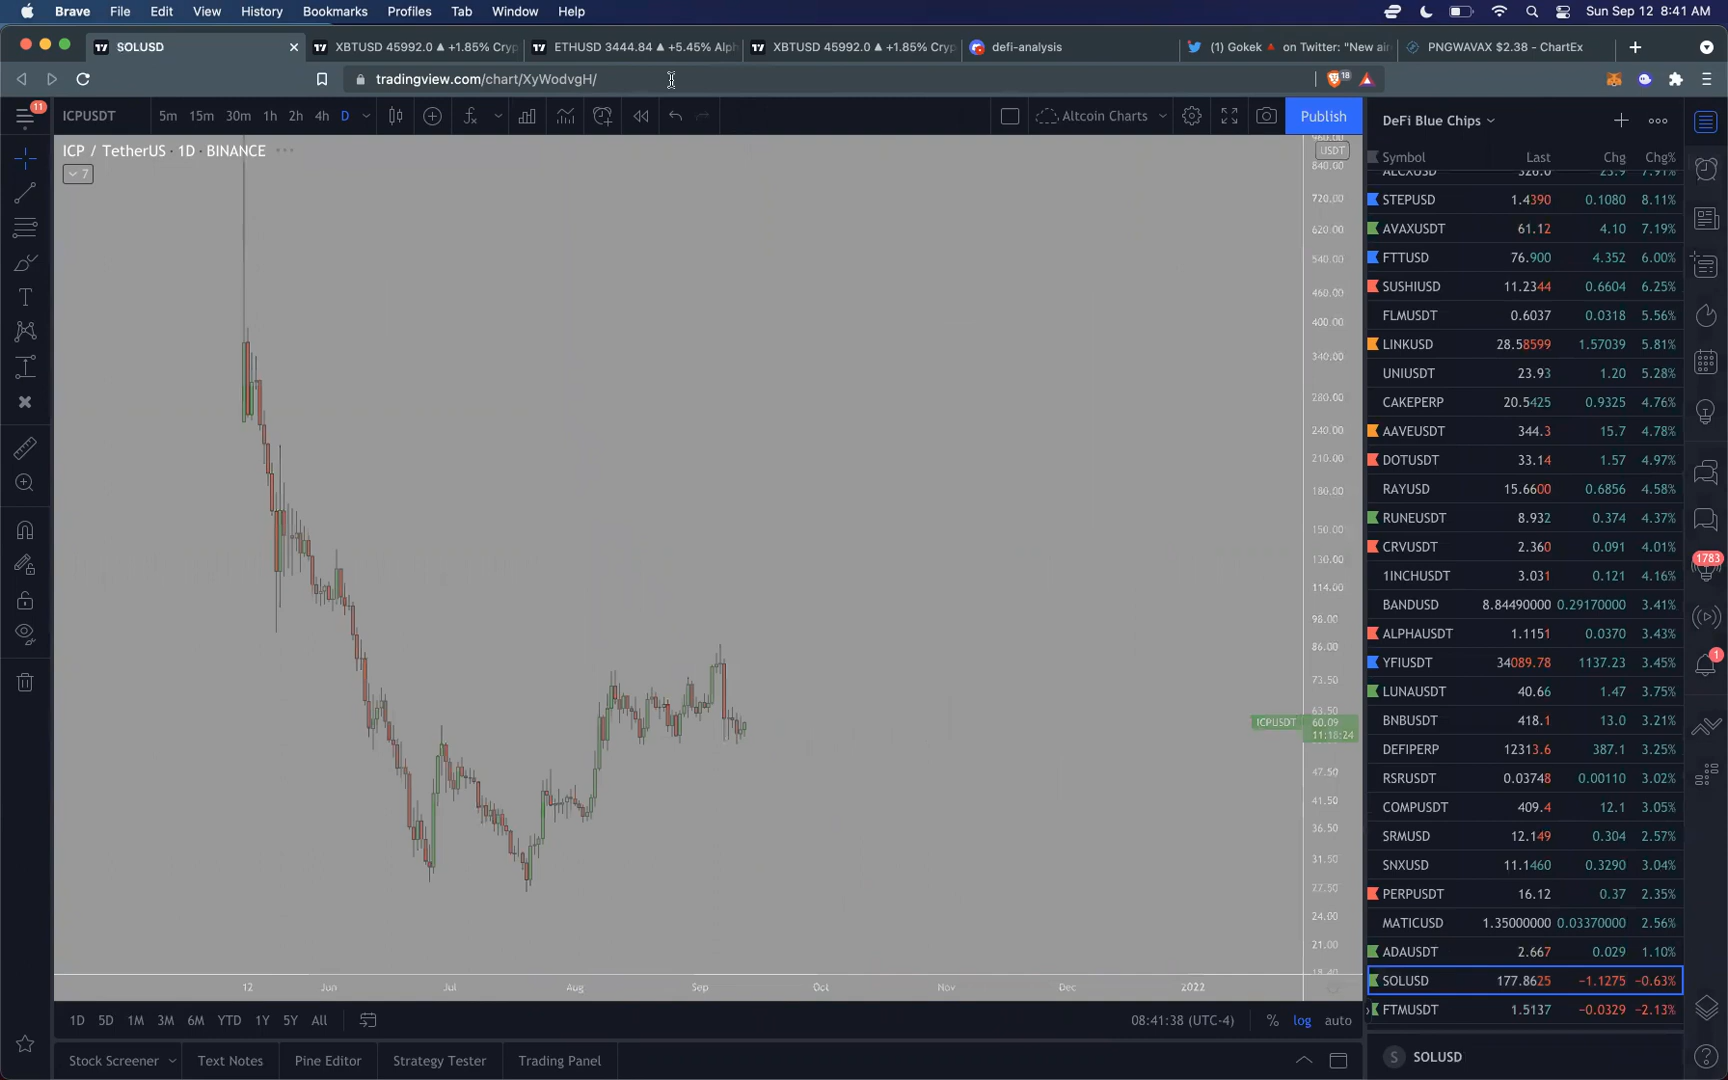 Brave File Edit View History Bookmarks Profiles Tab Window Help Sun Sep 12 8:41 AM
SOLUSD XBTUSD 45992.0 ▲ +1.85% Cryp ETHUSD 3444.84 ▲ +5.45% Alph XBTUSD 45992.0 ▲ +1.85% Cryp defi-analysis (1) Gokek 🔺 on Twitter: "New air PNGWAVAX $2.38 - ChartEx
tradingview.com/chart/XyWodvgH/ 18
11 ICPUSDT 5m 15m 30m 1h 2h 4h D Altcoin Charts Publish DeFi Blue Chips
ICP / TetherUS · 1D · BINANCE USDT
7
Symbol Last Chg Chg%
ALCXUSD 326.0 23.9 7.91%
STEPUSD 1.4390 0.1080 8.11%
AVAXUSDT 61.12 4.10 7.19%
FTTUSD 76.900 4.352 6.00%
SUSHIUSD 11.2344 0.6604 6.25%
FLMUSDT 0.6037 0.0318 5.56%
LINKUSD 28.58599 1.57039 5.81%
UNIUSDT 23.93 1.20 5.28%
CAKEPERP 20.5425 0.9325 4.76%
AAVEUSDT 344.3 15.7 4.78%
DOTUSDT 33.14 1.57 4.97%
RAYUSD 15.6600 0.6856 4.58%
RUNEUSDT 8.932 0.374 4.37%
CRVUSDT 2.360 0.091 4.01%
1INCHUSDT 3.031 0.121 4.16%
BANDUSD 8.84490000 0.29170000 3.41%
ALPHAUSDT 1.1151 0.0370 3.43%
YFIUSDT 34089.78 1137.23 3.45%
LUNAUSDT 40.66 1.47 3.75%
BNBUSDT 418.1 13.0 3.21%
DEFIPERP 12313.6 387.1 3.25%
RSRUSDT 0.03748 0.00110 3.02%
COMPUSDT 409.4 12.1 3.05%
SRMUSD 12.149 0.304 2.57%
SNXUSD 11.1460 0.3290 3.04%
PERPUSDT 16.12 0.37 2.35%
MATICUSD 1.35000000 0.03370000 2.56%
ADAUSDT 2.667 0.029 1.10%
SOLUSD 177.8625 −1.1275 −0.63%
FTMUSDT 1.5137 −0.0329 −2.13%
1783
1
960.00
840.00
720.00
620.00
540.00
460.00
400.00
340.00
280.00
240.00
210.00
180.00
150.00
130.00
114.00
98.00
86.00
73.50
63.50
ICPUSDT 60.09
11:18:24
47.50
41.50
36.50
31.50
27.50
24.00
21.00
18.40
12 Jun Jul Aug Sep Oct Nov Dec 2022
1D 5D 1M 3M 6M YTD 1Y 5Y All 08:41:38 (UTC-4) % log auto
Stock Screener Text Notes Pine Editor Strategy Tester Trading Panel S SOLUSD